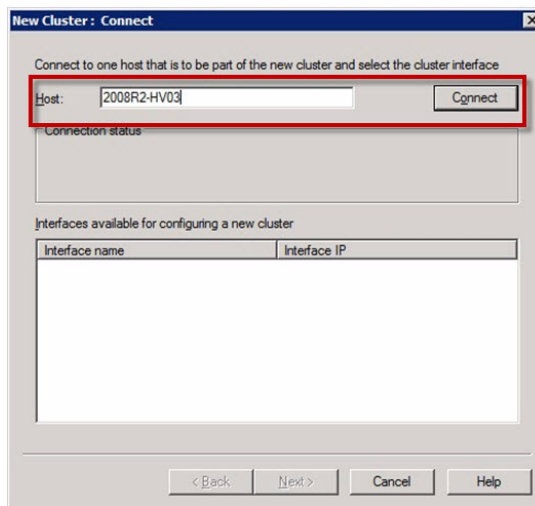 New Cluster : Connect
Connect to one host that is to be part of the new cluster and select the cluster interface
Host: 2008R2-HV03 Connect
Connection status
Interfaces available for configuring a new cluster
Interface name Interface IP
< Back Next > Cancel Help